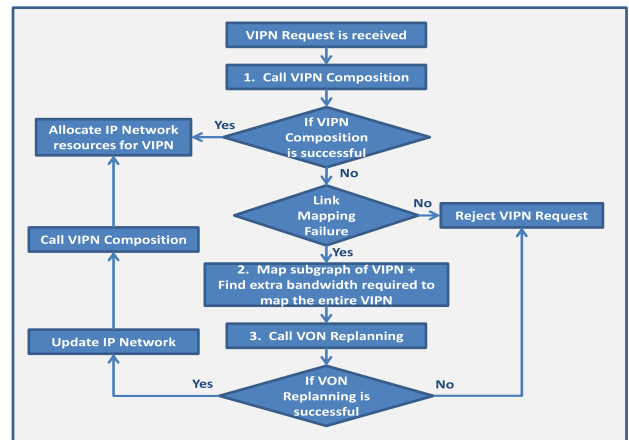 VIPN Request is received
1. Call VIPN Composition
If VIPN
Composition
is successful
Yes
Allocate IP Network
resources for VIPN
No
Link
Mapping
Failure
No
Reject VIPN Request
Yes
Call VIPN Composition
2. Map subgraph of VIPN +
Find extra bandwidth required to
map the entire VIPN
3. Call VON Replanning
Update IP Network
If VON
Replanning is
successful
Yes
No